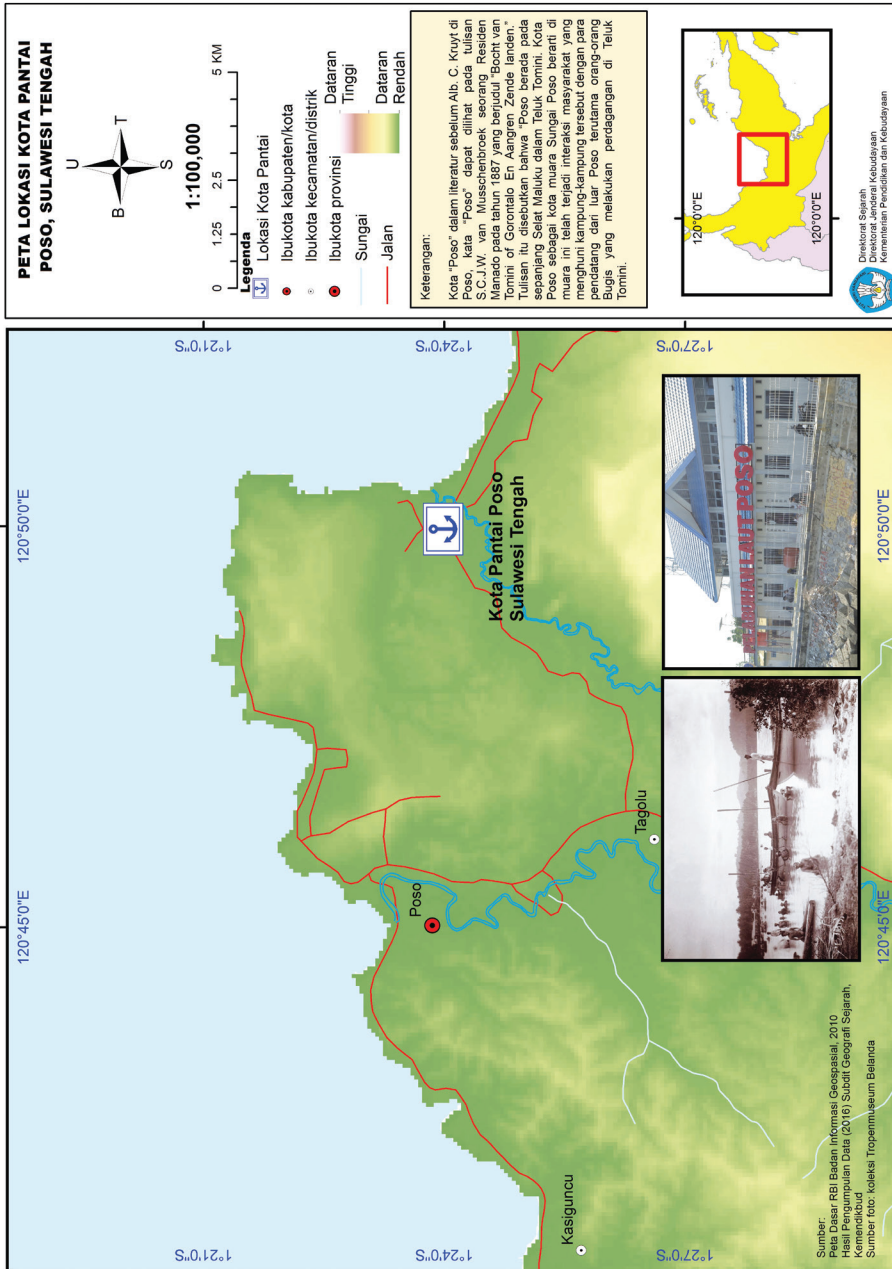 PETA LOKASI KOTA PANTAI
POSO, SULAWESI TENGAH
U
B
T
S
1:100,000
0
1.25
2.5
5 KM
Legenda
Lokasi Kota Pantai
Ibukota kabupaten/kota
Ibukota kecamatan/distrik
Ibukota provinsi
Sungai
Jalan
Dataran
Tinggi
Dataran
Rendah
Keterangan:
Kota "Poso" dalam literatur sebelum Alb. C. Kruyt di
Poso, kata "Poso" dapat dilihat pada tulisan
S.C.J.W. van Musschenbroek seorang Residen
Manado pada tahun 1887 yang berjudul "Bocht van
Tomini of Gorontalo En Aangren Zende landen."
Tulisan itu disebutkan bahwa "Poso berada pada
sepanjang Selat Maluku dalam Teluk Tomini. Kota
Poso sebagai kota muara Sungai Poso berarti di
muara ini telah terjadi interaksi masyarakat yang
menghuni kampung-kampung tersebut dengan para
pendatang dari luar Poso terutama orang-orang
Bugis yang melakukan perdagangan di Teluk
Tomini.
120°0'0"E
120°0'0"E
Direktorat Sejarah
Direktorat Jenderal Kebudayaan
Kementerian Pendidikan dan Kebudayaan
120°45'0"E
120°50'0"E
1°21'0"S
1°21'0"S
1°24'0"S
1°24'0"S
1°27'0"S
1°27'0"S
Poso
Kota Pantai Poso
Sulawesi Tengah
Kasiguncu
Tagolu
PELABUHAN LAUT POSO
120°45'0"E
120°50'0"E
Sumber:
Peta Dasar RBI Badan Informasi Geospasial, 2010
Hasil Pengumpulan Data (2016) Subdit Geografi Sejarah,
Kemendikbud
Sumber foto: koleksi Tropenmuseum Belanda